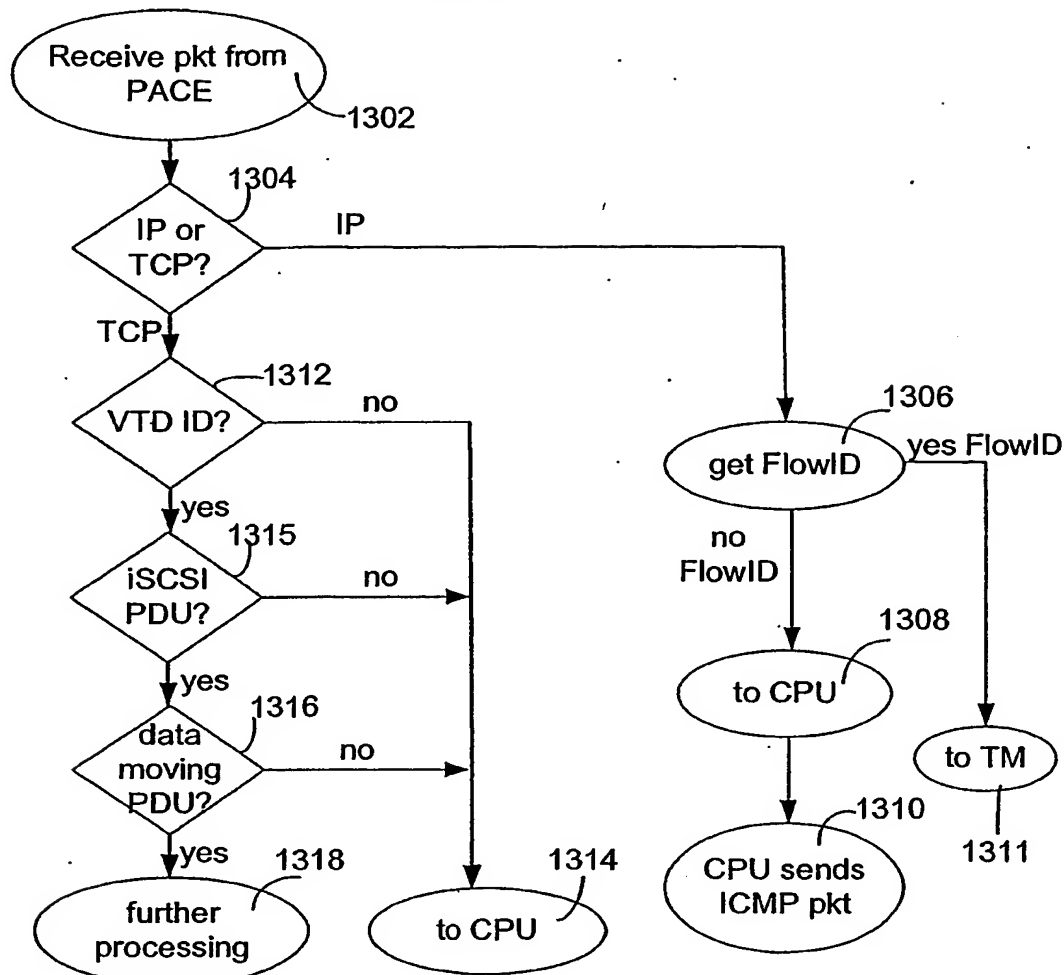 Receive pkt from
PACE
1302
1304
IP or
TCP?
IP
TCP
1312
VTD ID?
no
yes
1306
get FlowID
yes FlowID
no
FlowID
1315
iSCSI
PDU?
no
yes
1308
to CPU
1316
data
moving
PDU?
no
yes
to TM
1311
1310
CPU sends
ICMP pkt
1318
further
processing
1314
to CPU